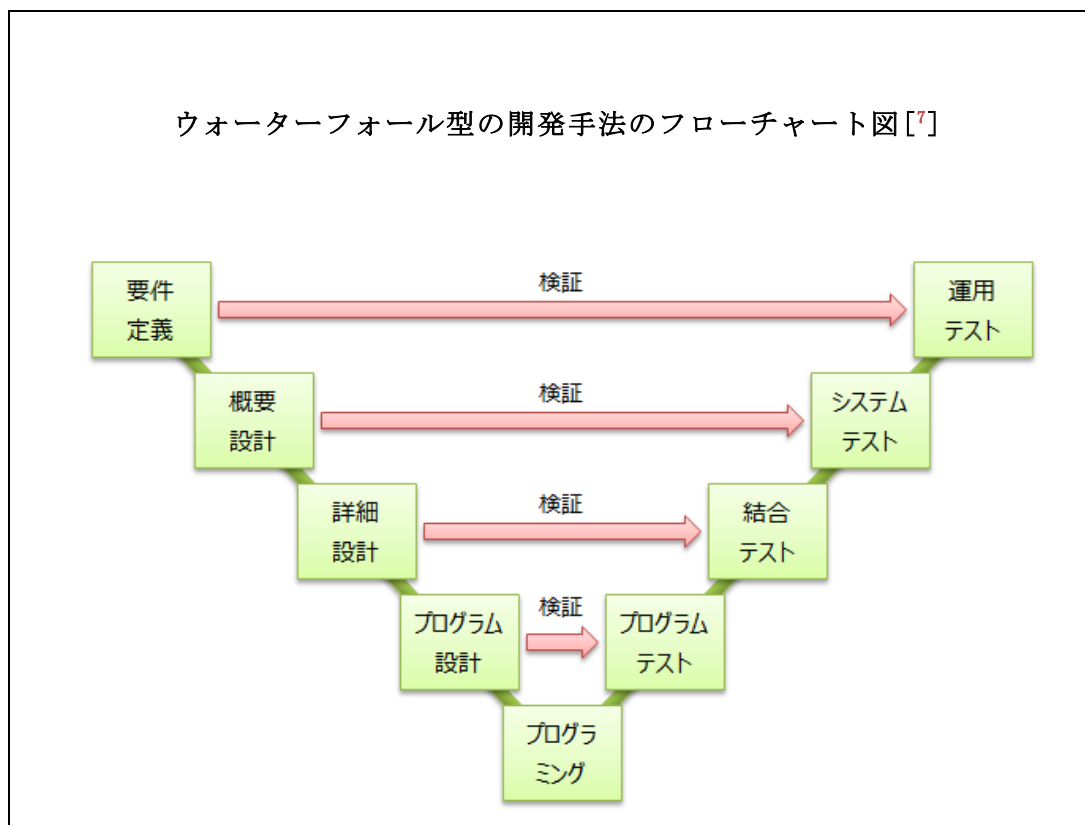 ウォーターフォール型の開発手法のフローチャート図[7]
要件
定義
検証
運用
テスト
概要
設計
検証
システム
テスト
詳細
設計
検証
結合
テスト
プログラム
設計
検証
プログラム
テスト
プログラ
ミング